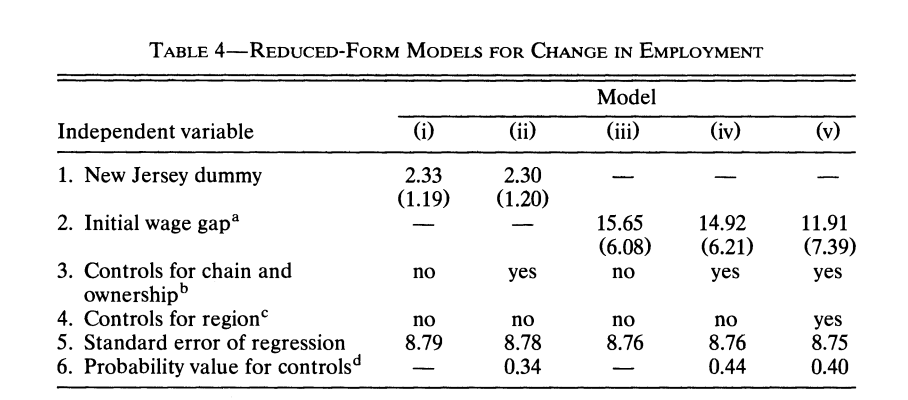 TABLE 4—REDUCED-FORM MODELS FOR CHANGE IN EMPLOYMENT
Model
Independent variable (i) (ii) (iii) (iv) (v)
1. New Jersey dummy 2.33 2.30 — — —
(1.19) (1.20)
2. Initial wage gapᵃ — — 15.65 14.92 11.91
(6.08) (6.21) (7.39)
3. Controls for chain and no yes no yes yes
ownershipᵇ
4. Controls for regionᶜ no no no no yes
5. Standard error of regression 8.79 8.78 8.76 8.76 8.75
6. Probability value for controlsᵈ — 0.34 — 0.44 0.40